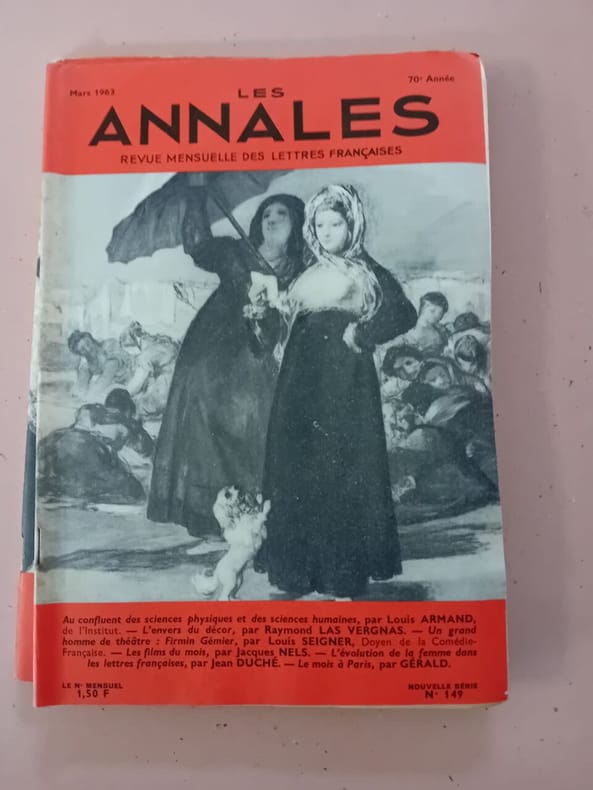 Mars 1963
70e Année
LES
ANNALES
REVUE MENSUELLE DES LETTRES FRANÇAISES
Au confluent des sciences physiques et des sciences humaines, par Louis ARMAND,
de l'Institut. — L'envers du décor, par Raymond LAS VERGNAS. — Un grand
homme de théâtre : Firmin Gémier, par Louis SEIGNER, Doyen de la Comédie-
Française. — Les films du mois, par Jacques NELS. — L'évolution de la femme dans
les lettres françaises, par Jean DUCHÉ. — Le mois à Paris, par GÉRALD.
LE No MENSUEL
1,50 F
NOUVELLE SÉRIE
No 149